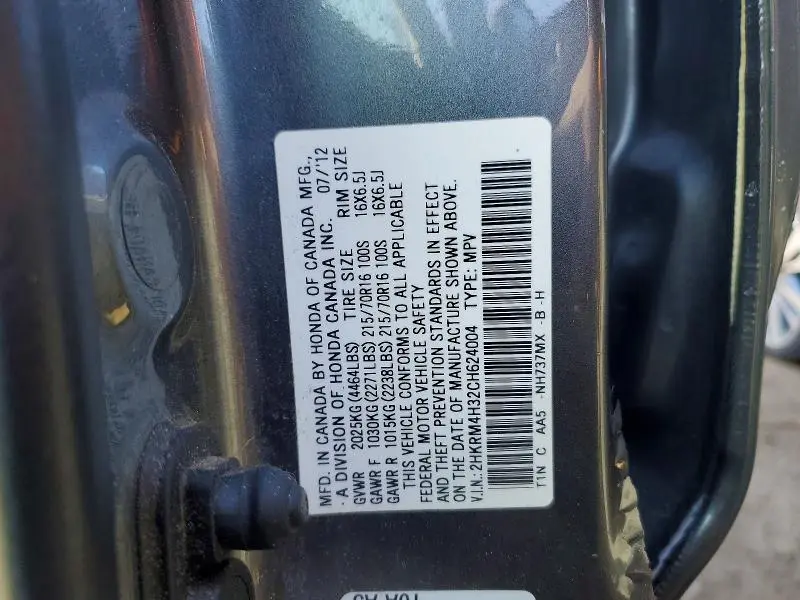 MFD. IN CANADA BY HONDA OF CANADA MFG.,
· A DIVISION OF HONDA CANADA INC. 07/'12
GVWR 2025KG (4464LBS) TIRE SIZE RIM SIZE
GAWR F 1030KG (2271LBS) 215/70R16 100S 16X6.5J
GAWR R 1015KG (2238LBS) 215/70R16 100S 16X6.5J
THIS VEHICLE CONFORMS TO ALL APPLICABLE
FEDERAL MOTOR VEHICLE SAFETY
AND THEFT PREVENTION STANDARDS IN EFFECT
ON THE DATE OF MANUFACTURE SHOWN ABOVE.
V.I.N.: 2HKRM4H32CH624004 TYPE: MPV
T1N C AA5 -NH737MX -B -H